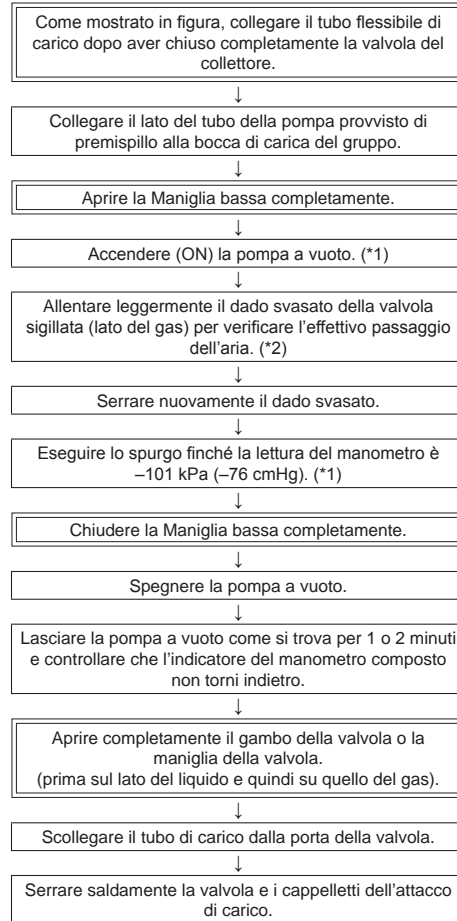 Come mostrato in figura, collegare il tubo flessibile di
carico dopo aver chiuso completamente la valvola del
collettore.
↓
Collegare il lato del tubo della pompa provvisto di
premispillo alla bocca di carica del gruppo.
↓
Aprire la Maniglia bassa completamente.
↓
Accendere (ON) la pompa a vuoto. (*1)
↓
Allentare leggermente il dado svasato della valvola
sigillata (lato del gas) per verificare l’effettivo passaggio
dell’aria. (*2)
↓
Serrare nuovamente il dado svasato.
↓
Eseguire lo spurgo finché la lettura del manometro è
–101 kPa (–76 cmHg). (*1)
↓
Chiudere la Maniglia bassa completamente.
↓
Spegnere la pompa a vuoto.
↓
Lasciare la pompa a vuoto come si trova per 1 o 2 minuti
e controllare che l’indicatore del manometro composto
non torni indietro.
↓
Aprire completamente il gambo della valvola o la
maniglia della valvola.
(prima sul lato del liquido e quindi su quello del gas).
↓
Scollegare il tubo di carico dalla porta della valvola.
↓
Serrare saldamente la valvola e i cappelletti dell’attacco
di carico.